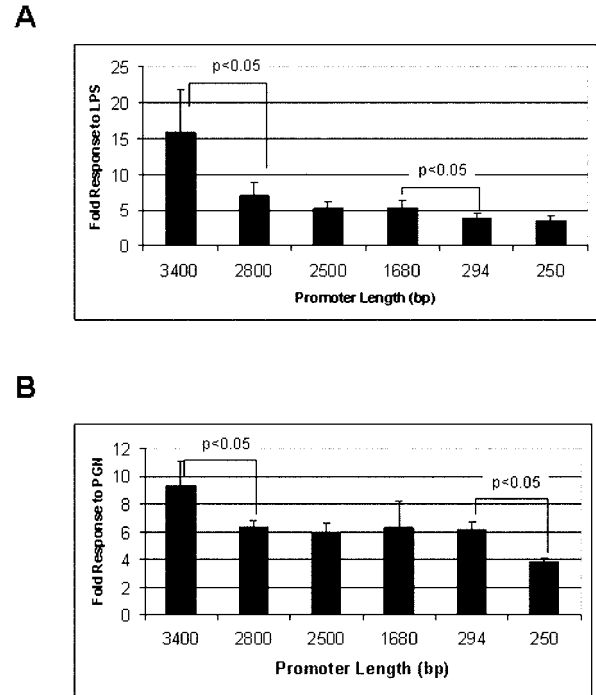 A
p<0.05
p<0.05
Fold Response to LPS
25
20
15
10
5
0
3400 2800 2500 1680 294 250
Promoter Length (bp)
B
p<0.05
p<0.05
Fold Response to PGN
12
10
8
6
4
2
0
3400 2800 2500 1680 294 250
Promoter Length (bp)